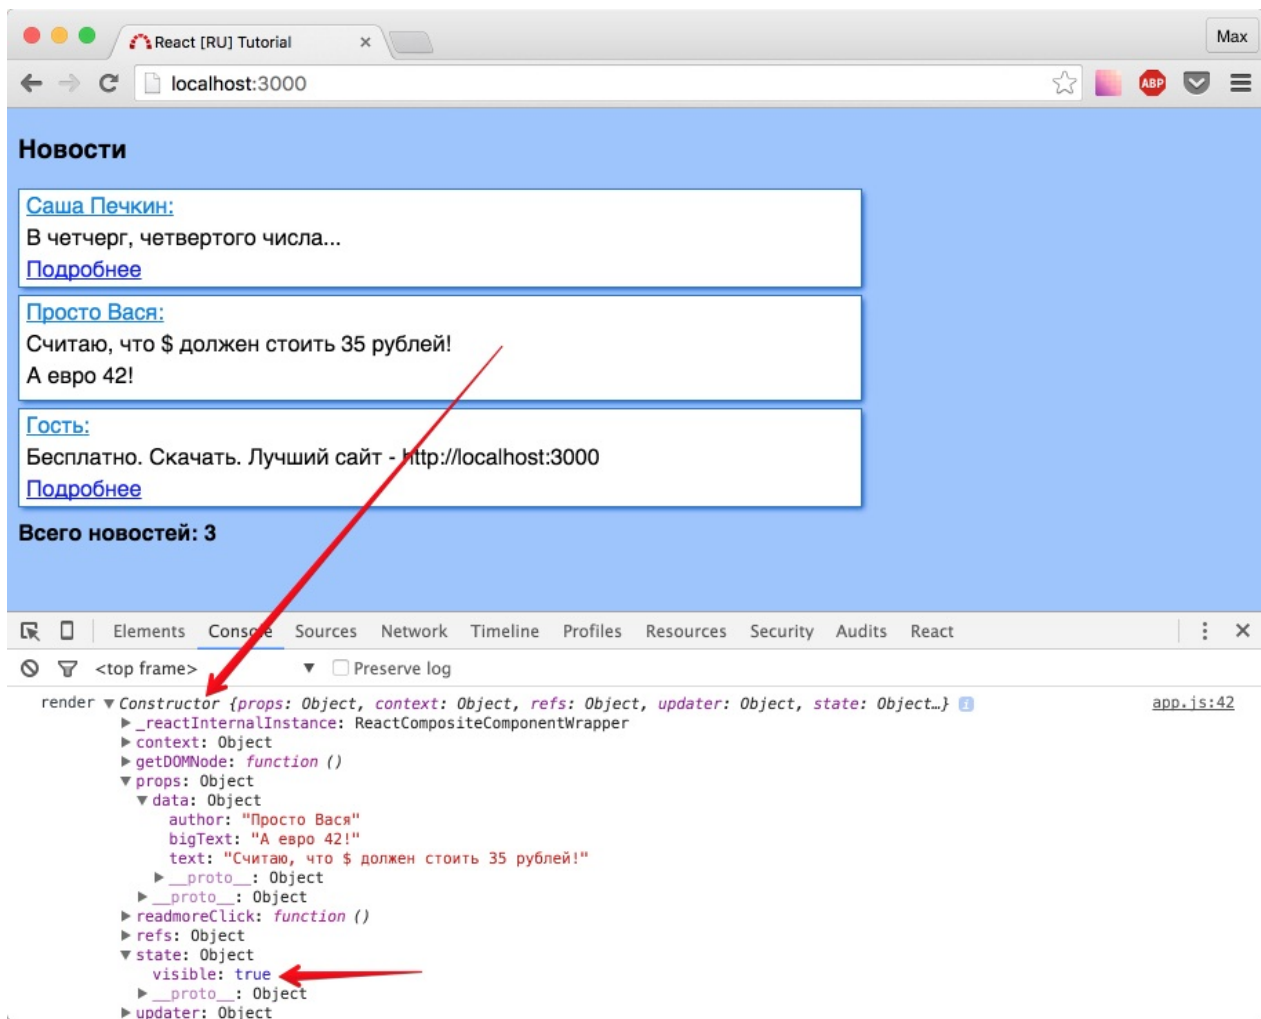 React [RU] Tutorial
Max
localhost:3000
ABP
Новости
Саша Печкин:
В четчерг, четвертого числа...
Подробнее
Просто Вася:
Считаю, что $ должен стоить 35 рублей!
А евро 42!
Гость:
Бесплатно. Скачать. Лучший сайт - http://localhost:3000
Подробнее
Всего новостей: 3
Elements Console Sources Network Timeline Profiles Resources Security Audits React
<top frame> ▼ Preserve log
render ▼ Constructor {props: Object, context: Object, refs: Object, updater: Object, state: Object…} i app.js:42
▶ _reactInternalInstance: ReactCompositeComponentWrapper
▶ context: Object
▶ getDOMNode: function ()
▼ props: Object
▼ data: Object
author: "Просто Вася"
bigText: "А евро 42!"
text: "Считаю, что $ должен стоить 35 рублей!"
▶ __proto__: Object
▶ __proto__: Object
▶ readmoreClick: function ()
▶ refs: Object
▼ state: Object
visible: true
▶ __proto__: Object
▶ updater: Object